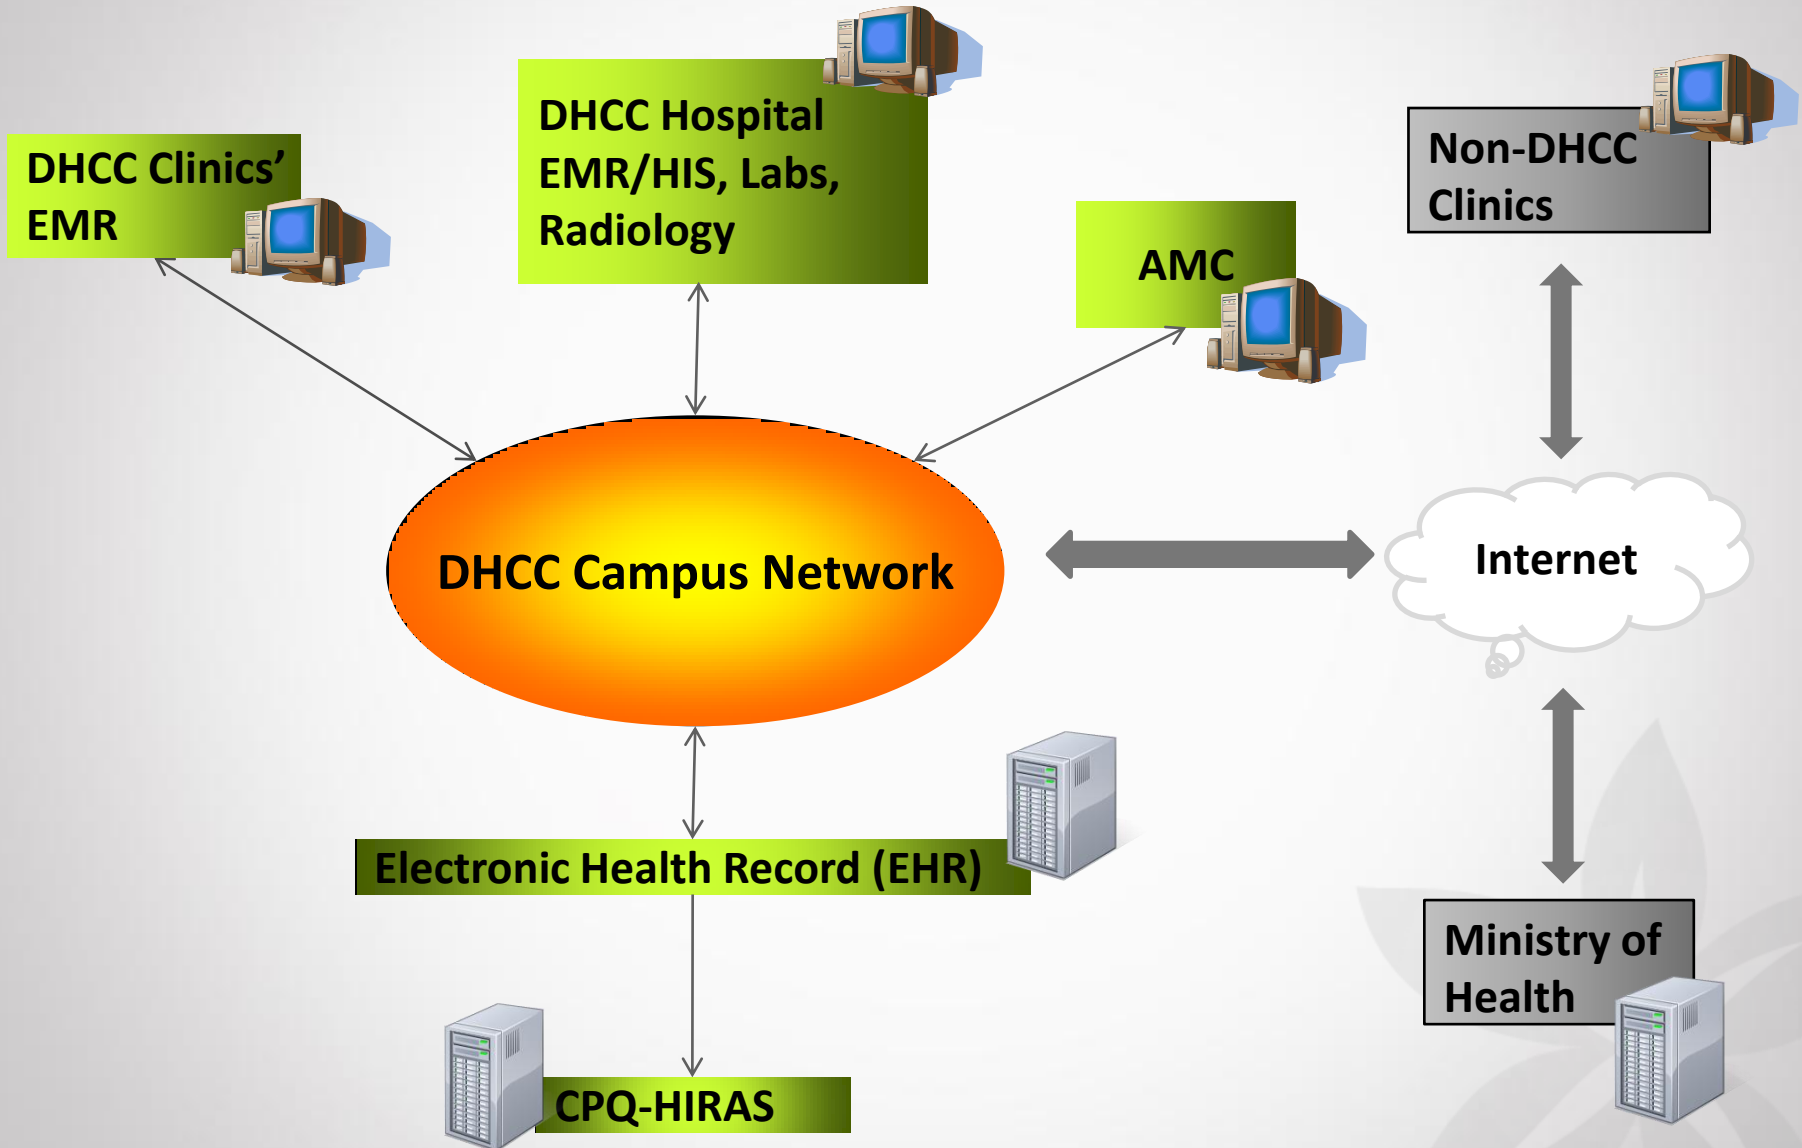 DHCC Clinics’
EMR
DHCC Hospital
EMR/HIS, Labs,
Radiology
AMC
Non-DHCC
Clinics
DHCC Campus Network
Internet
Electronic Health Record (EHR)
Ministry of
Health
CPQ-HIRAS